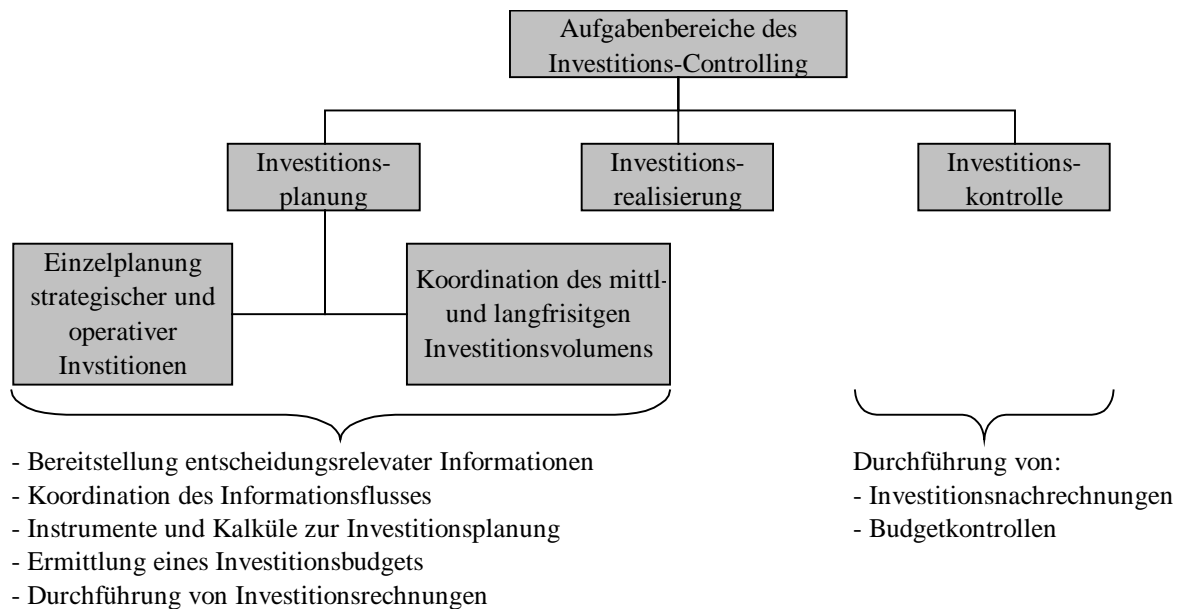 Aufgabenbereiche des
Investitions-Controlling
Investitions-
planung
Investitions-
realisierung
Investitions-
kontrolle
Einzelplanung
strategischer und
operativer
Invstitionen
Koordination des mittl-
und langfrisitgen
Investitionsvolumens
- Bereitstellung entscheidungsrelevater Informationen
- Koordination des Informationsflusses
- Instrumente und Kalküle zur Investitionsplanung
- Ermittlung eines Investitionsbudgets
- Durchführung von Investitionsrechnungen
Durchführung von:
- Investitionsnachrechnungen
- Budgetkontrollen